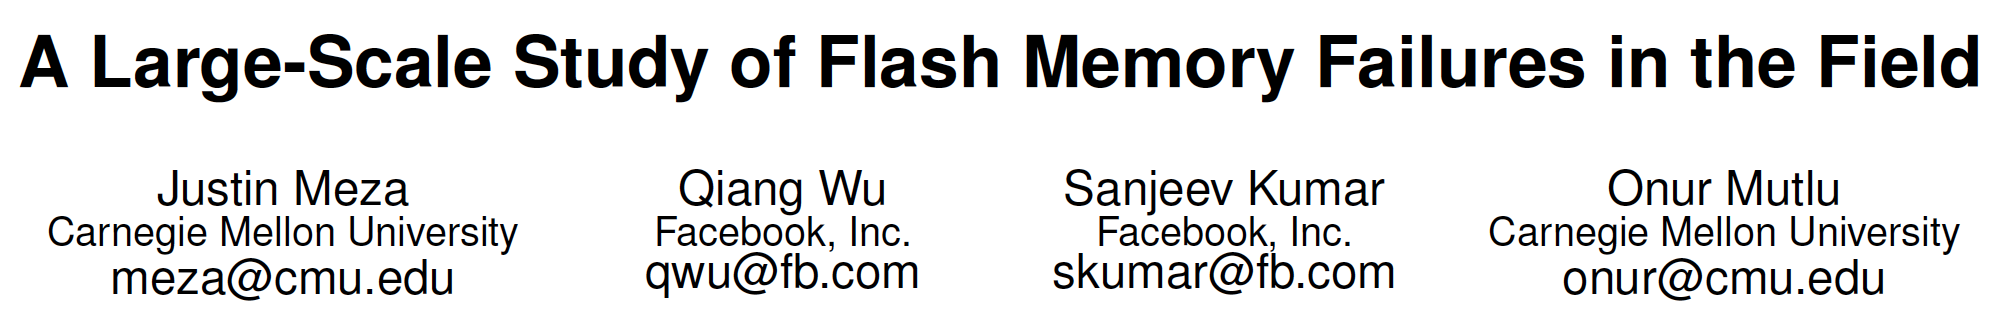 A Large-Scale Study of Flash Memory Failures in the Field
Justin Meza
Carnegie Mellon University
meza@cmu.edu
Qiang Wu
Facebook, Inc.
qwu@fb.com
Sanjeev Kumar
Facebook, Inc.
skumar@fb.com
Onur Mutlu
Carnegie Mellon University
onur@cmu.edu